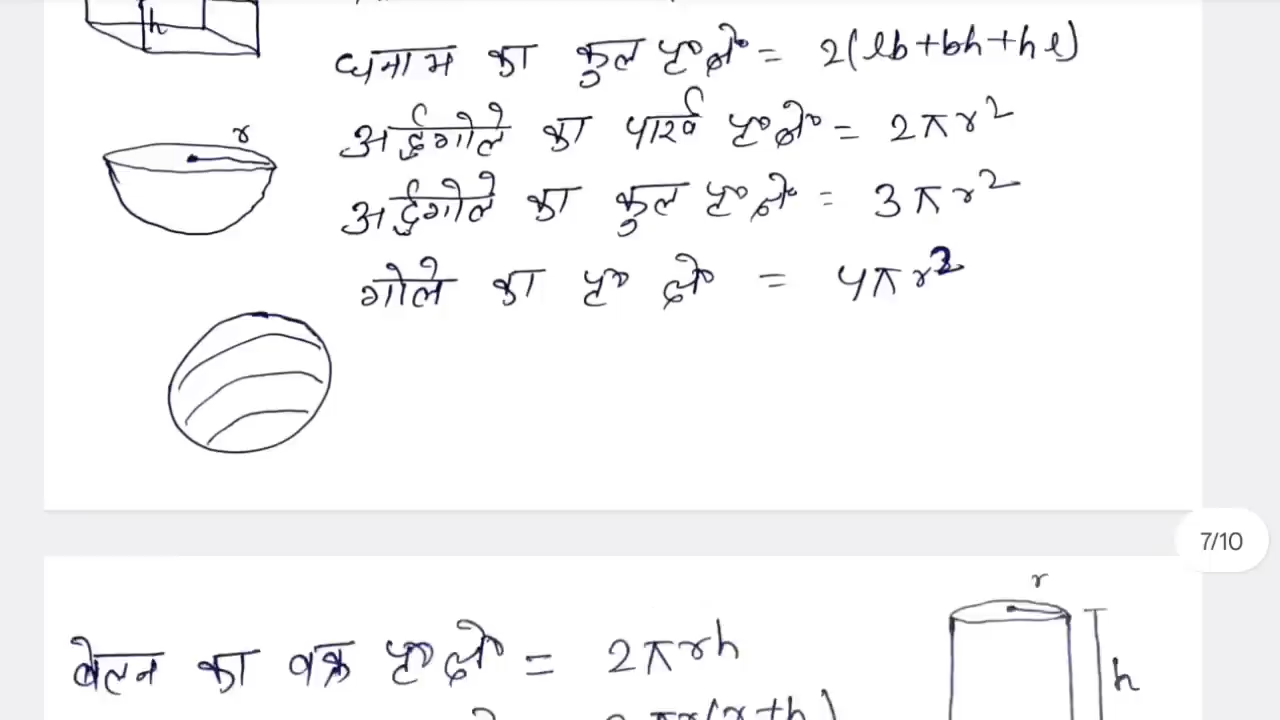 h
घनाभ का कुल पृ० क्षे० = 2(lb+bh+hl)
r
अर्द्धगोले का पार्श्व पृ० क्षे० = 2πr²
अर्द्धगोले का कुल पृ० क्षे० = 3πr²
गोले का पृ० क्षे० = 4πr²
7/10
r
बेलन का वक्र पृ० क्षे० = 2πrh
h
2πr(r+h)